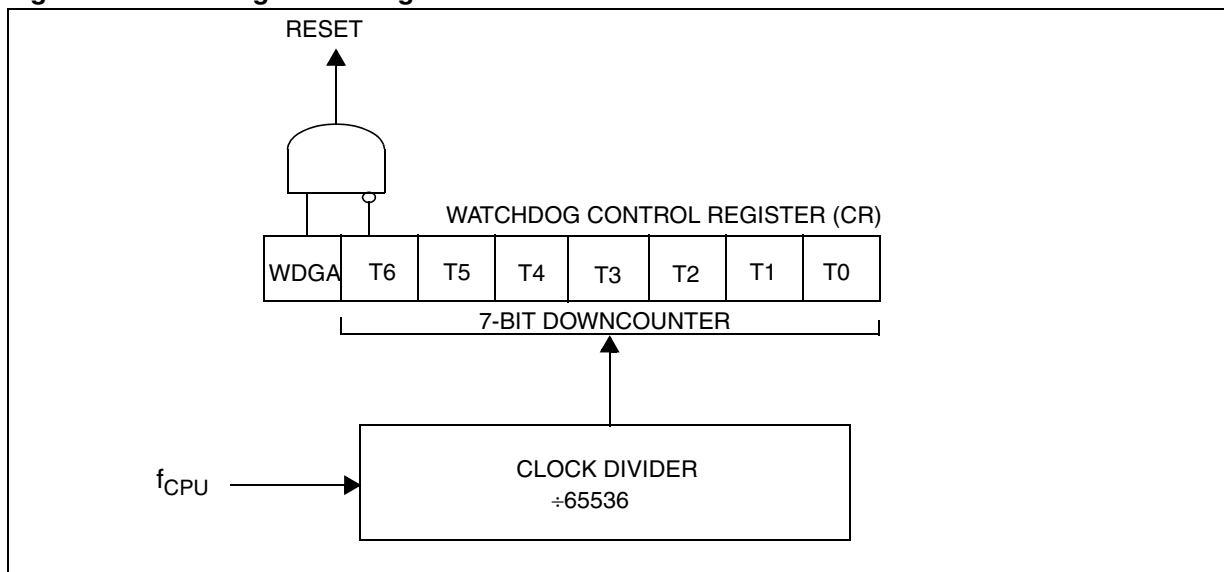 RESET
WATCHDOG CONTROL REGISTER (CR)
WDGA T6 T5 T4 T3 T2 T1 T0
7-BIT DOWNCOUNTER
fCPU
CLOCK DIVIDER
÷65536